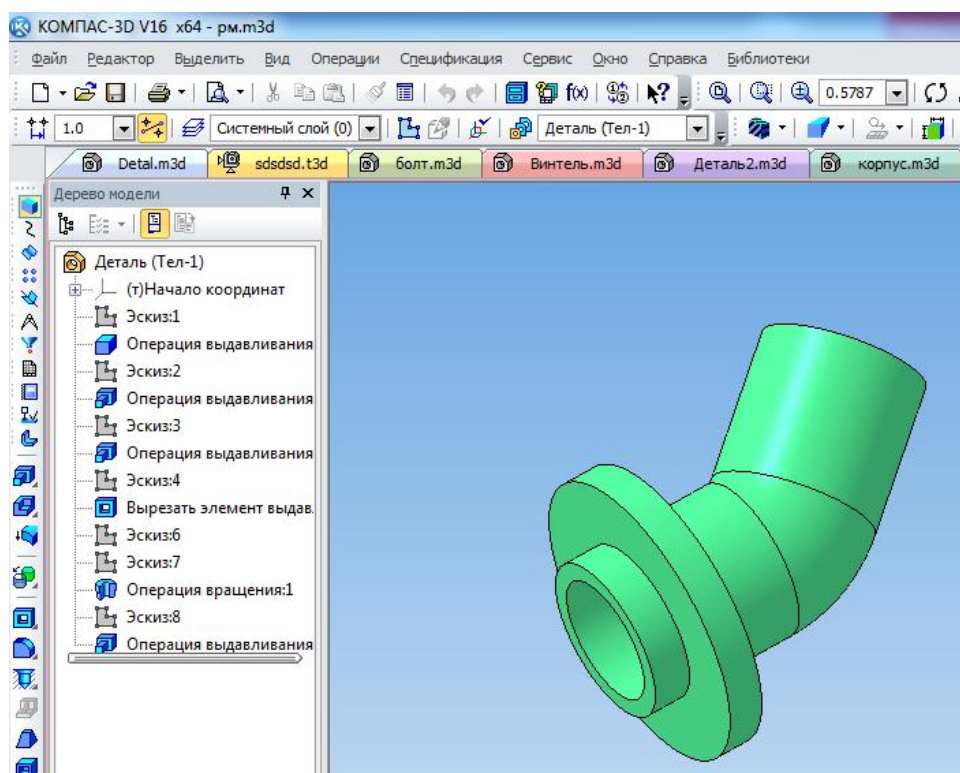 КОМПАС-3D V16 x64 - рм.m3d
Файл Редактор Выделить Вид Операции Спецификация Сервис Окно Справка Библиотеки
f(x) 0.5787
1.0 Системный слой (0) Деталь (Тел-1)
Detal.m3d sdsdsd.t3d болт.m3d Винтель.m3d Деталь2.m3d корпус.m3d
Дерево модели
Деталь (Тел-1)
(т)Начало координат
Эскиз:1
Операция выдавливания
Эскиз:2
Операция выдавливания
Эскиз:3
Операция выдавливания
Эскиз:4
Вырезать элемент выдав.
Эскиз:6
Эскиз:7
Операция вращения:1
Эскиз:8
Операция выдавливания